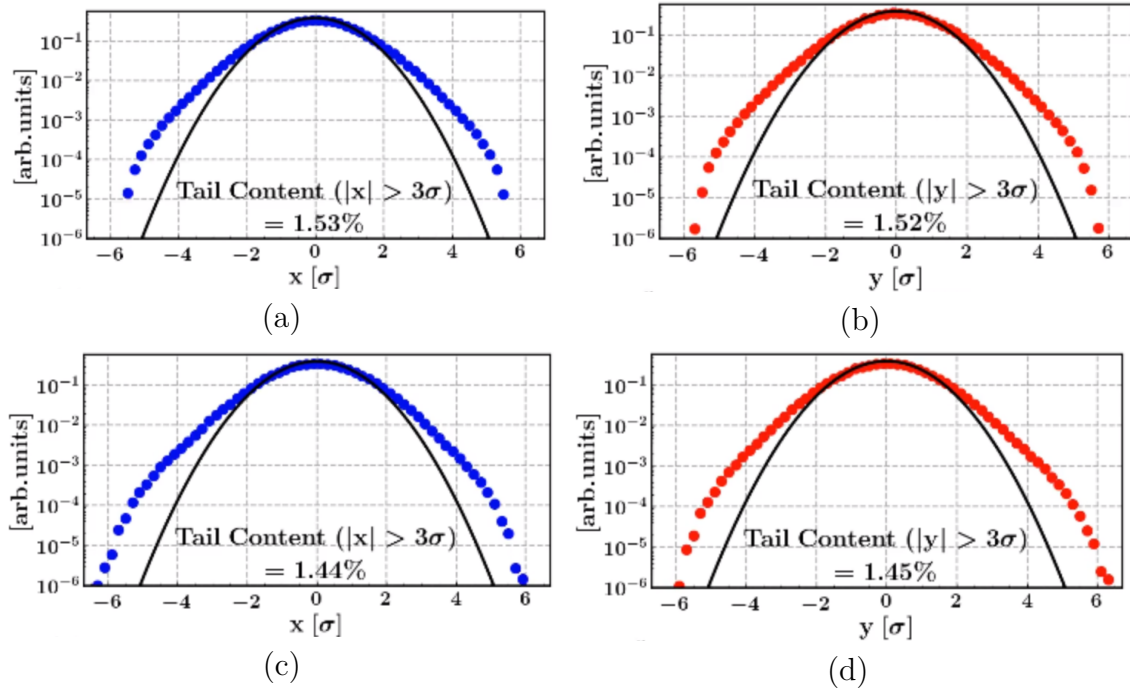 [arb.units]
10⁻¹
10⁻²
10⁻³
10⁻⁴
10⁻⁵
10⁻⁶
Tail Content (|x| > 3σ)
= 1.53%
−6 −4 −2 0 2 4 6
x [σ]
(a)
[arb.units]
10⁻¹
10⁻²
10⁻³
10⁻⁴
10⁻⁵
10⁻⁶
Tail Content (|y| > 3σ)
= 1.52%
−6 −4 −2 0 2 4 6
y [σ]
(b)
[arb.units]
10⁻¹
10⁻²
10⁻³
10⁻⁴
10⁻⁵
10⁻⁶
Tail Content (|x| > 3σ)
= 1.44%
−6 −4 −2 0 2 4 6
x [σ]
(c)
[arb.units]
10⁻¹
10⁻²
10⁻³
10⁻⁴
10⁻⁵
10⁻⁶
Tail Content (|y| > 3σ)
= 1.45%
−6 −4 −2 0 2 4 6
y [σ]
(d)